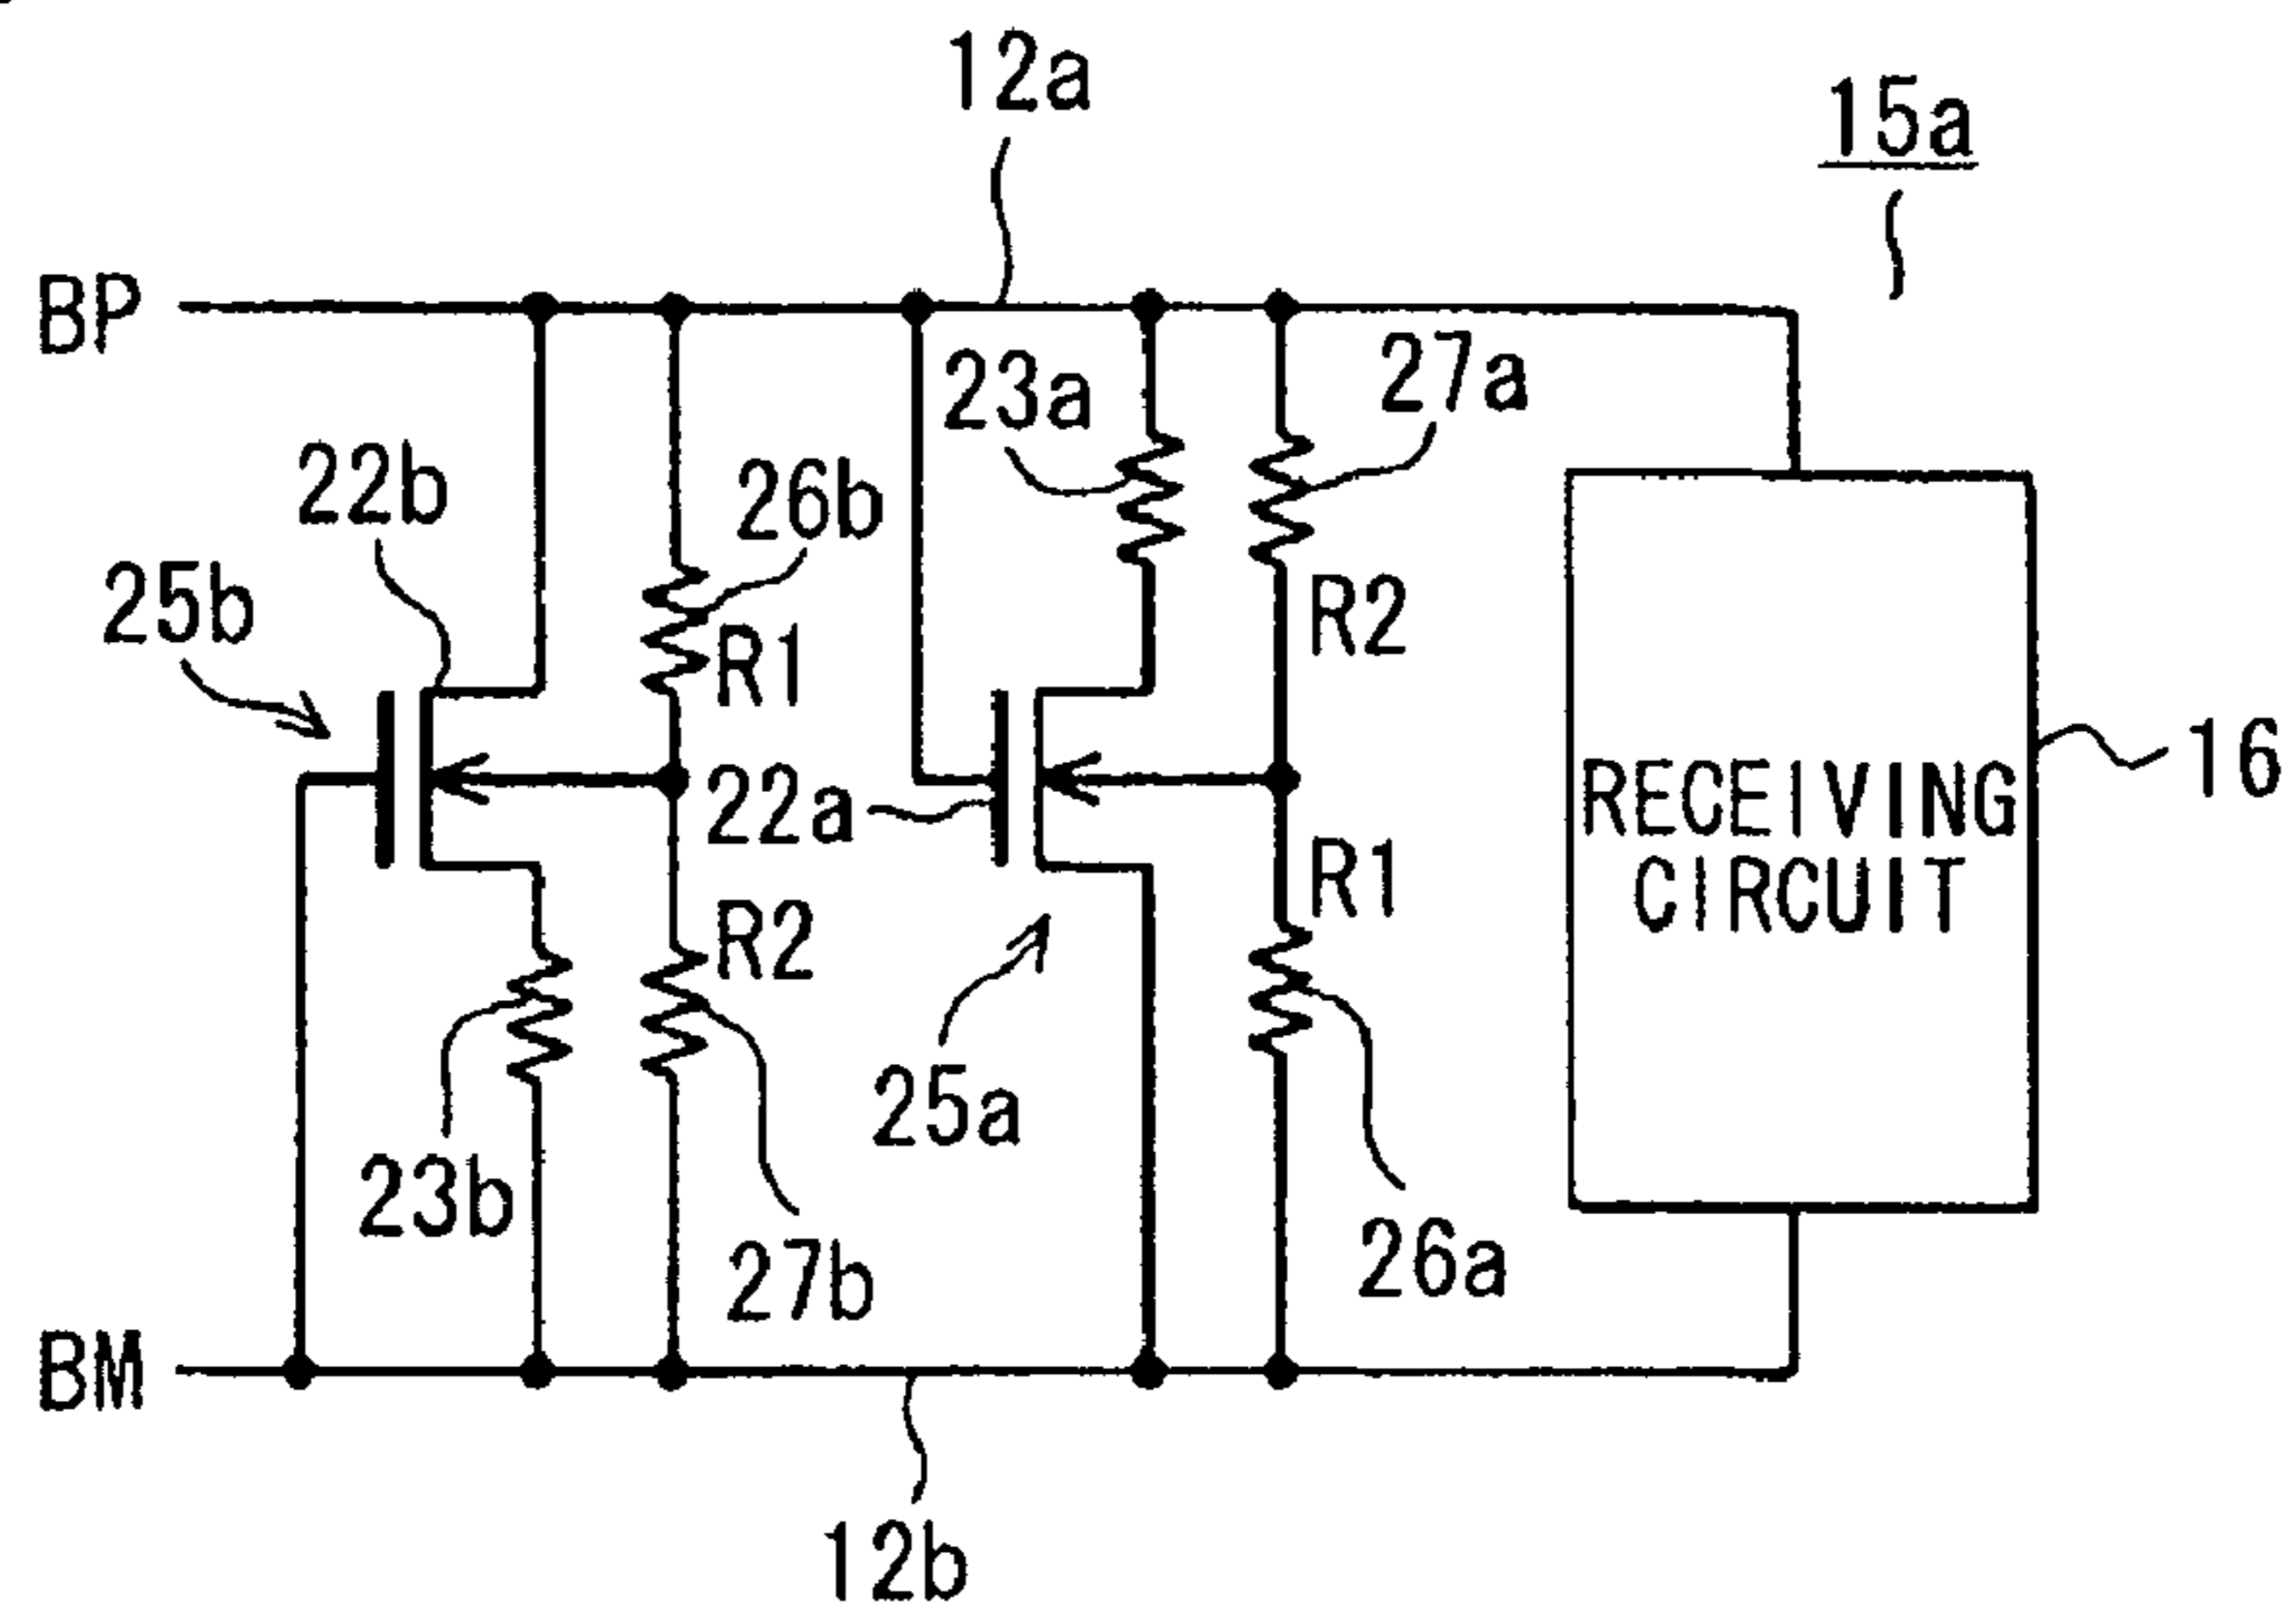 12a
15a
BP
23a
27a
22b
26b
25b
R2
R1
22a
RECEIVING
CIRCUIT
16
R1
R2
25a
23b
27b
26a
BM
12b